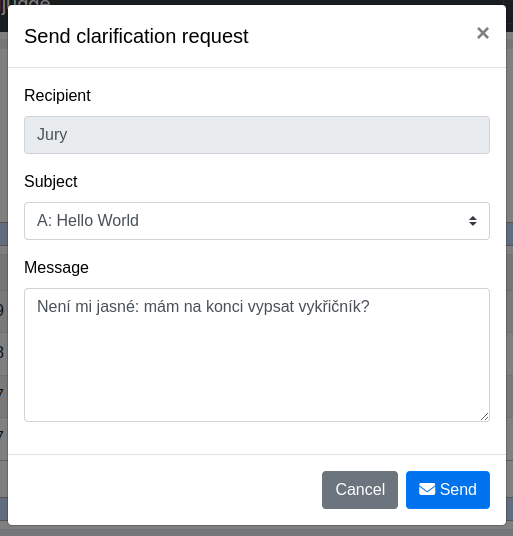 Send clarification request
×
Recipient
Jury
Subject
A: Hello World
Message
Není mi jasné: mám na konci vypsat vykřičník?
Cancel
Send